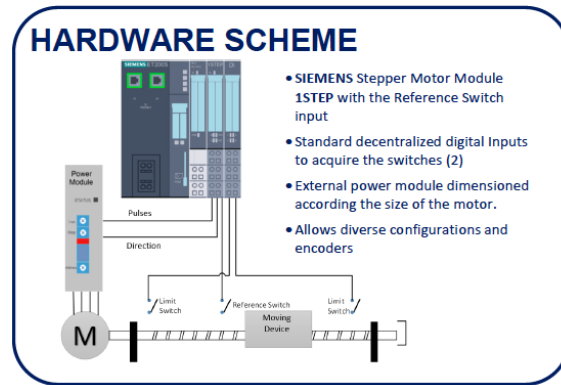 HARDWARE SCHEME
SIEMENS
• SIEMENS Stepper Motor Module
1STEP with the Reference Switch
input
• Standard decentralized digital Inputs
to acquire the switches (2)
• External power module dimensioned
according the size of the motor.
• Allows diverse configurations and
encoders
Power
Module
STATUS
Pulses
Direction
Limit
Switch
Reference Switch
Limit
Switch
Moving
Device
M